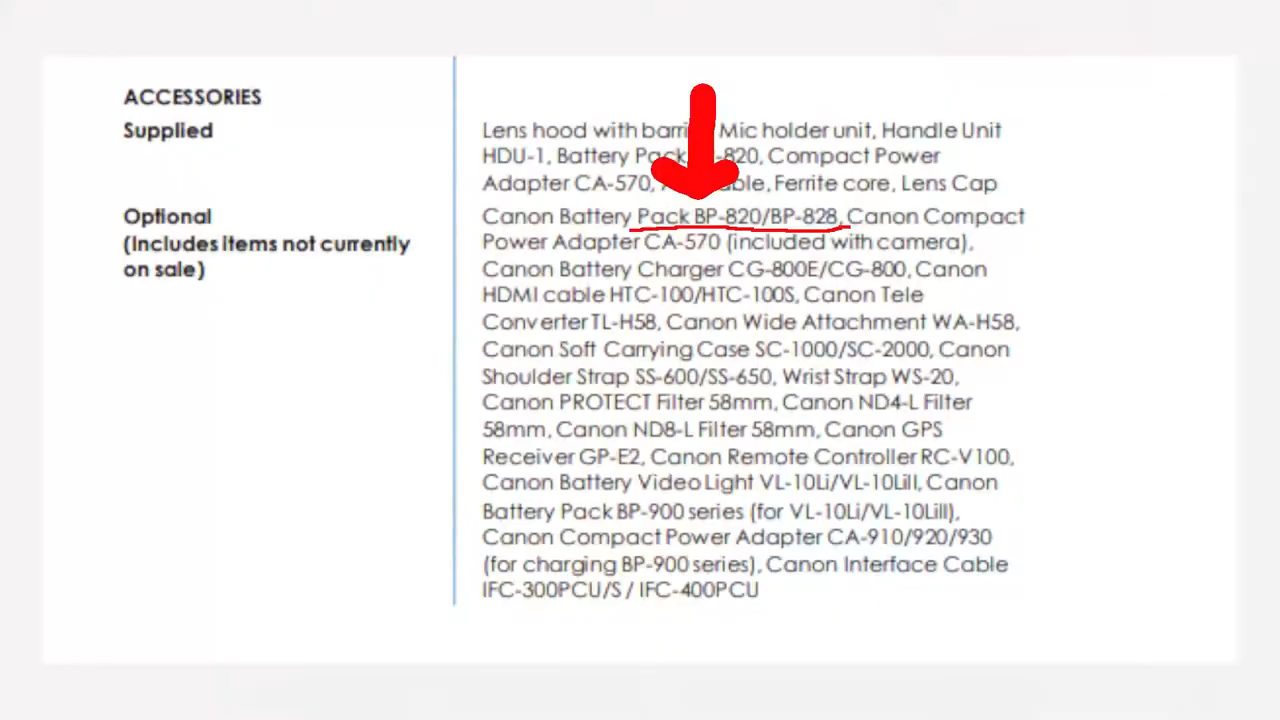 ACCESSORIES
Supplied
Lens hood with Mic holder unit, Handle Unit
HDU-1, Battery Compact Power
Adapter CA-570, Ferrite core, Lens Cap
Optional
Canon Battery Pack BP-820/BP-828, Canon Compact
(Includes items not currently
Power Adapter CA-570 (included with camera),
on sale)
Canon Battery Charger CG-800E/CG-800, Canon
HDMI cable HTC-100/HTC-100S, Canon Tele
Converter TL-H58, Canon Wide Attachment WA-H58,
Canon Soft Carrying Case SC-1000/SC-2000, Canon
Shoulder Strap SS-600/SS-650, Wrist Strap WS-20,
Canon PROTECT Filter 58mm, Canon ND4-L Filter
58mm, Canon ND8-L Filter 58mm, Canon GPS
Receiver GP-E2, Canon Remote Controller RC-V100,
Canon Battery Video Light VL-10Li/VL-10LiII, Canon
Battery Pack BP-900 series (for VL-10Li/VL-10LiII),
Canon Compact Power Adapter CA-910/920/930
(for charging BP-900 series), Canon Interface Cable
IFC-300PCU/S / IFC-400PCU